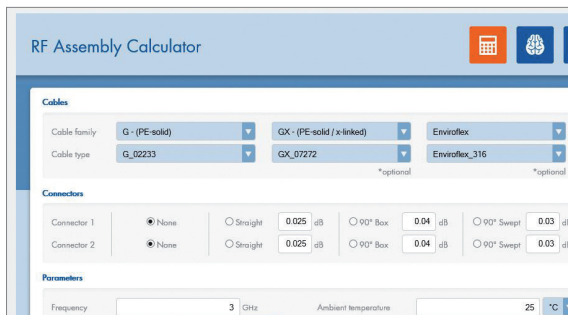 RF Assembly Calculator
Cables
Cable family G - (PE-solid) GX - (PE-solid / x-linked) Enviroflex
Cable type G_02233 GX_07272 Enviroflex_316
*optional *optional
Connectors
Connector 1 None Straight 0.025 dB 90° Box 0.04 dB 90° Swept 0.03 d
Connector 2 None Straight 0.025 dB 90° Box 0.04 dB 90° Swept 0.03 d
Parameters
Frequency 3 GHz Ambient temperature 25 °C